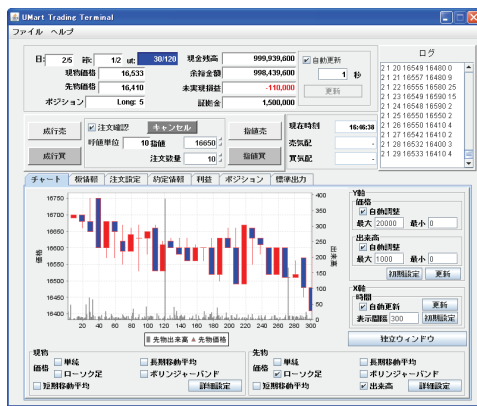 UMart Trading Terminal
ファイル ヘルプ
日: 2/5 節: 1/2 ut: 30/120 現金残高 999,939,600 自動更新
現物価格 16,533 余裕金額 998,439,600 1 秒
先物価格 16,410 未実現損益 -110,000 更新
ポジション Long: 5 証拠金 1,500,000
ログ
2 1 20 16549 16480 0
2 1 21 16557 16480 9
2 1 22 16555 16580 25
2 1 23 16549 16590 15
2 1 24 16548 16590 2
2 1 25 16550 16550 2
2 1 26 16550 16410 4
2 1 27 16542 16410 2
2 1 28 16532 16400 3
2 1 29 16533 16410 4
成行売 注文確認 キャンセル 指値売 現在時刻 16:46:38
呼値単位 10 指値 16650 売気配 -
成行買 注文数量 10 指値買 買気配 -
チャート 板情報 注文設定 約定情報 利益 ポジション 標準出力
16750
16700
16650
16600
16550
16500
16450
16400
価格
400
350
300
250
200
150
100
50
0
出来高
20 40 60 80 100 120 140 160 180 200 220 240 260 280 300
先物出来高 先物価格
Y軸
価格
自動調整
最大 20000 最小 0
出来高
自動調整
最大 1000 最小 0
初期設定 更新
X軸
時間
自動更新 更新
表示間隔 300 初期設定
独立ウィンドウ
現物
価格 単純 長期移動平均
ローソク足 ボリンジャーバンド
短期移動平均 詳細設定
先物
価格 単純 長期移動平均
ローソク足 ボリンジャーバンド
短期移動平均 出来高 詳細設定